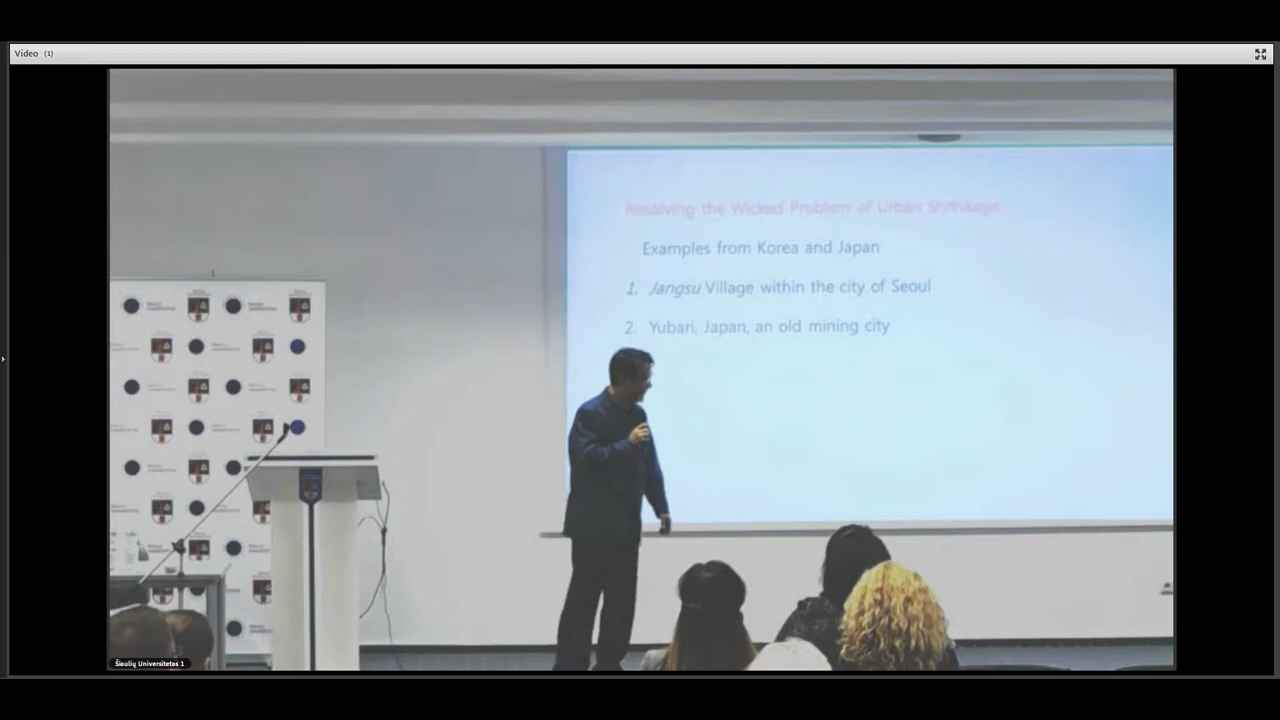 Video (1)
Resolving the Wicked Problem of Urban Shrinkage:
Examples from Korea and Japan
1. Jangsu Village within the city of Seoul
2. Yubari, Japan, an old mining city
Šiaulių Universitetas 1